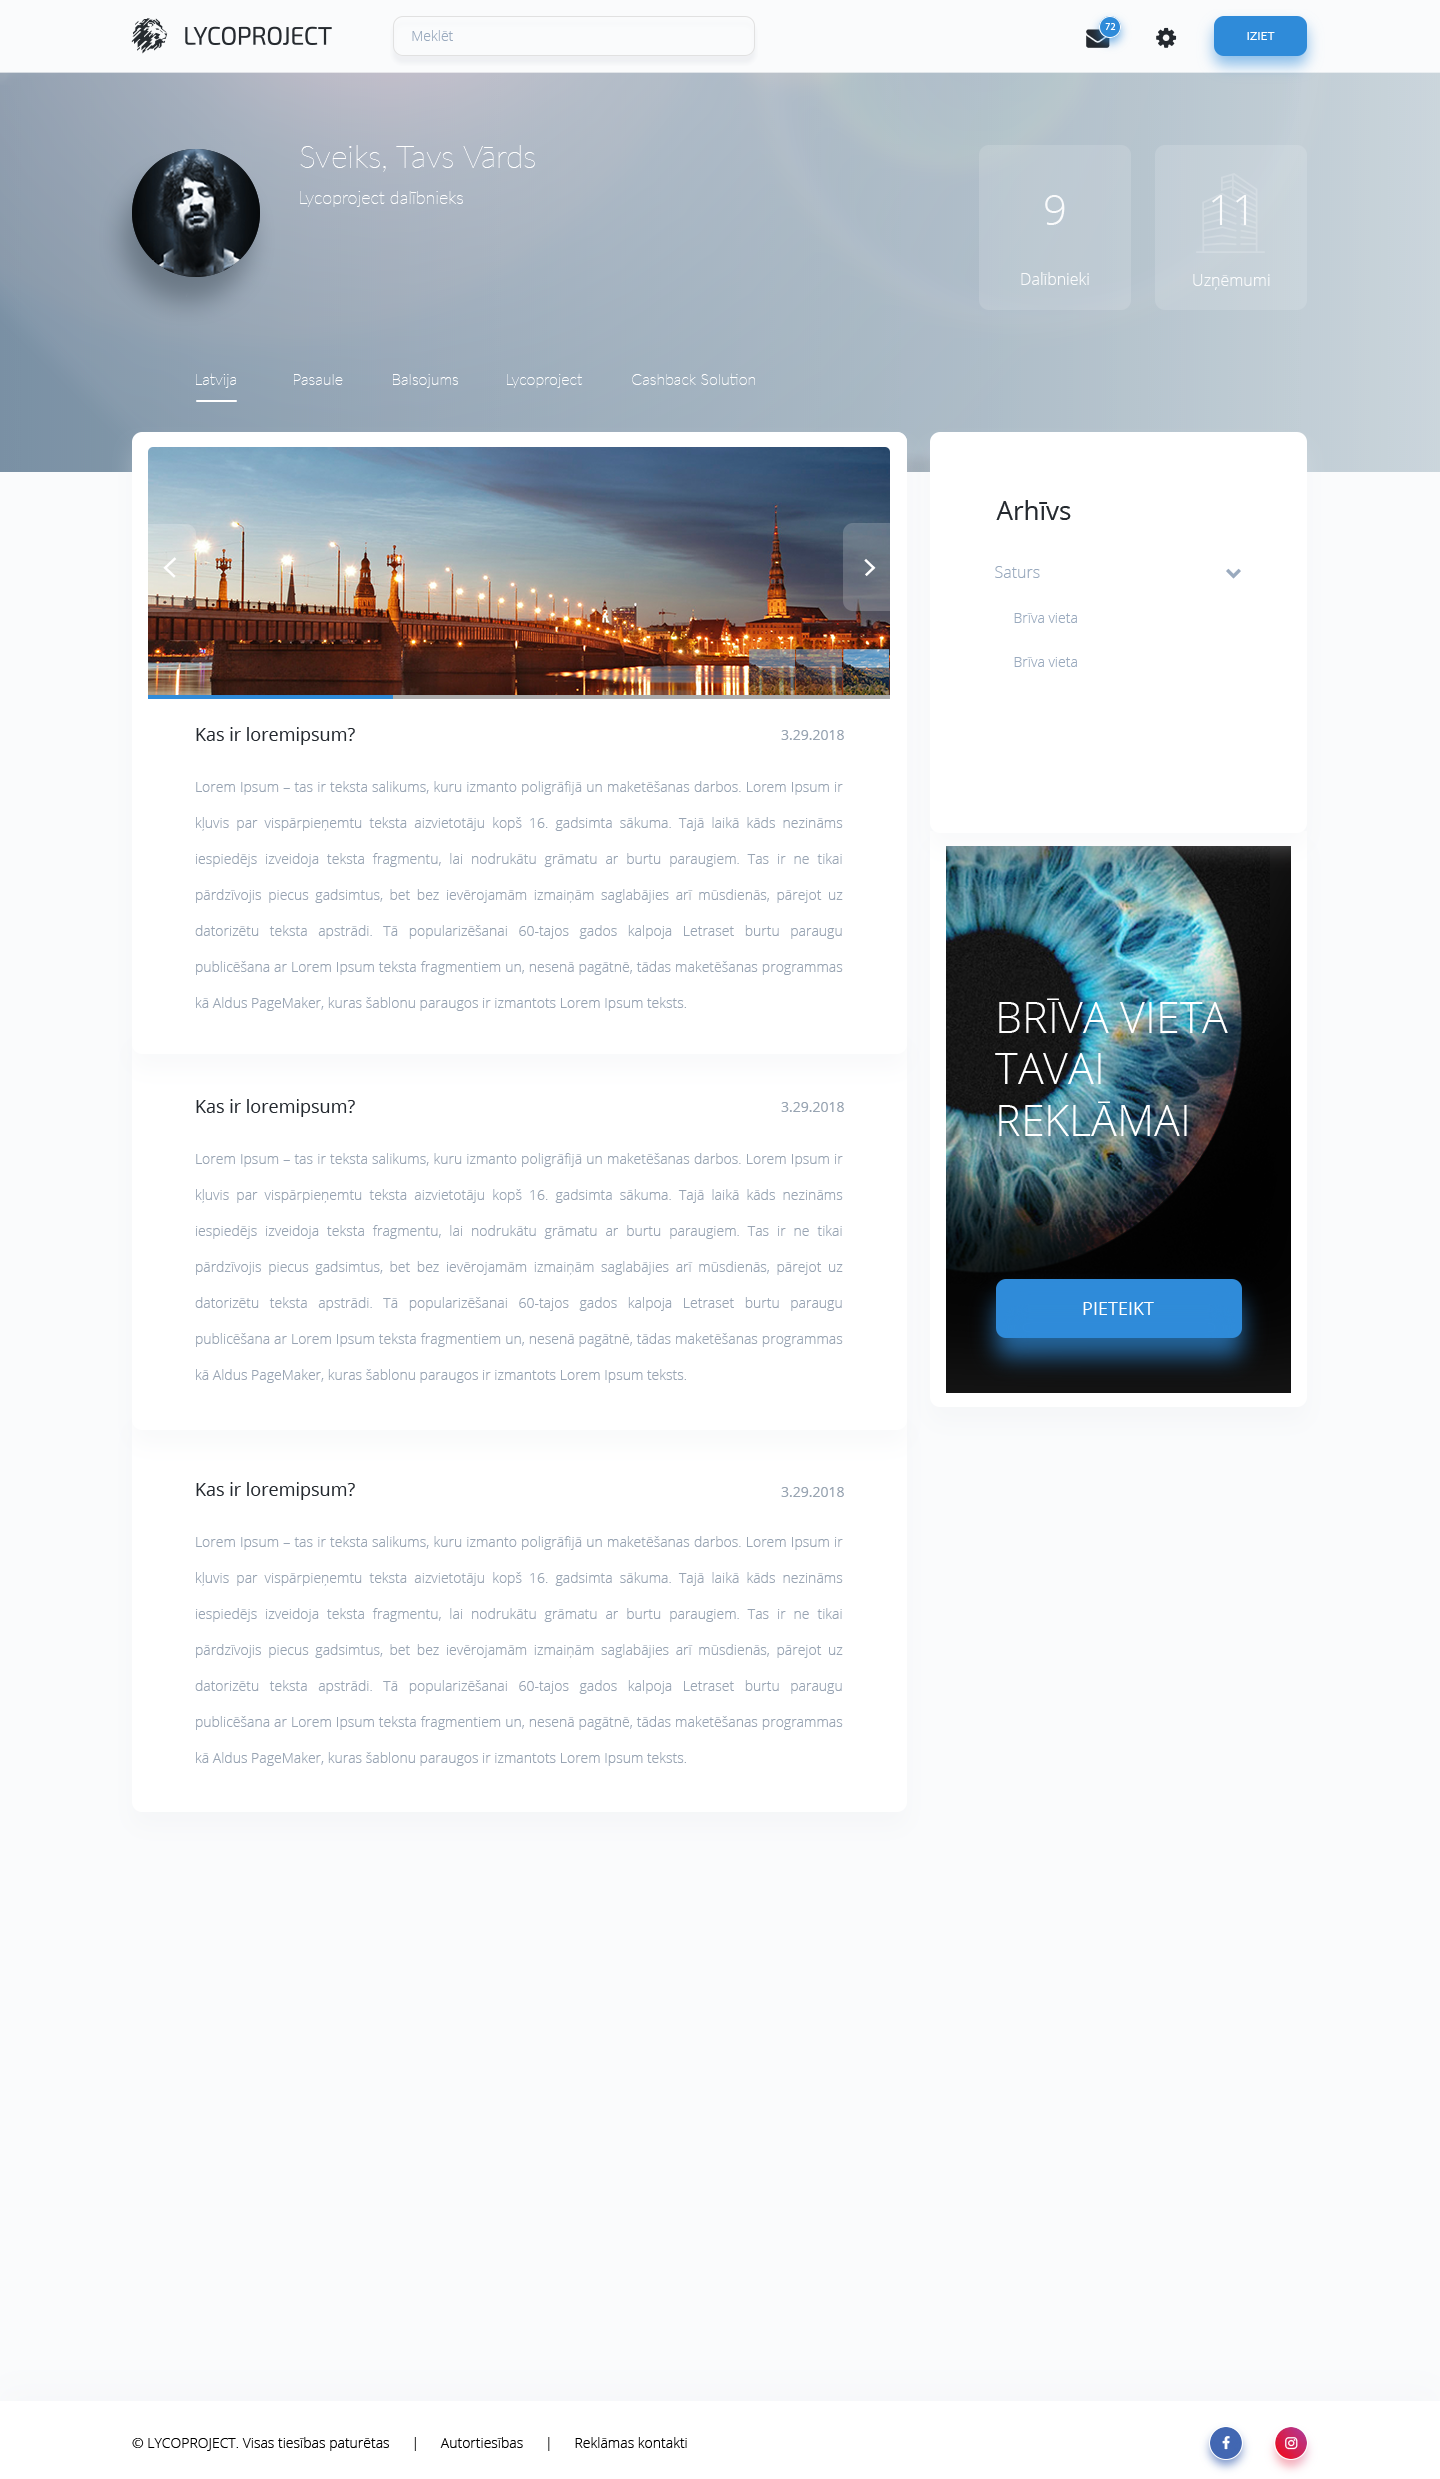 LYCOPROJECT
Meklēt
72
IZIET
Sveiks, Tavs Vārds
Lycoproject dalībnieks
9
Dalībnieki
11
Uzņēmumi
Latvija
Pasaule
Balsojums
Lycoproject
Cashback Solution
Kas ir loremipsum?
3.29.2018
Lorem Ipsum – tas ir teksta salikums, kuru izmanto poligrāfijā un maketēšanas darbos. Lorem Ipsum ir
kļuvis par vispārpieņemtu teksta aizvietotāju kopš 16. gadsimta sākuma. Tajā laikā kāds nezināms
iespiedējs izveidoja teksta fragmentu, lai nodrukātu grāmatu ar burtu paraugiem. Tas ir ne tikai
pārdzīvojis piecus gadsimtus, bet bez ievērojamām izmaiņām saglabājies arī mūsdienās, pārejot uz
datorizētu teksta apstrādi. Tā popularizēšanai 60-tajos gados kalpoja Letraset burtu paraugu
publicēšana ar Lorem Ipsum teksta fragmentiem un, nesenā pagātnē, tādas maketēšanas programmas
kā Aldus PageMaker, kuras šablonu paraugos ir izmantots Lorem Ipsum teksts.
Kas ir loremipsum?
3.29.2018
Lorem Ipsum – tas ir teksta salikums, kuru izmanto poligrāfijā un maketēšanas darbos. Lorem Ipsum ir
kļuvis par vispārpieņemtu teksta aizvietotāju kopš 16. gadsimta sākuma. Tajā laikā kāds nezināms
iespiedējs izveidoja teksta fragmentu, lai nodrukātu grāmatu ar burtu paraugiem. Tas ir ne tikai
pārdzīvojis piecus gadsimtus, bet bez ievērojamām izmaiņām saglabājies arī mūsdienās, pārejot uz
datorizētu teksta apstrādi. Tā popularizēšanai 60-tajos gados kalpoja Letraset burtu paraugu
publicēšana ar Lorem Ipsum teksta fragmentiem un, nesenā pagātnē, tādas maketēšanas programmas
kā Aldus PageMaker, kuras šablonu paraugos ir izmantots Lorem Ipsum teksts.
Kas ir loremipsum?
3.29.2018
Lorem Ipsum – tas ir teksta salikums, kuru izmanto poligrāfijā un maketēšanas darbos. Lorem Ipsum ir
kļuvis par vispārpieņemtu teksta aizvietotāju kopš 16. gadsimta sākuma. Tajā laikā kāds nezināms
iespiedējs izveidoja teksta fragmentu, lai nodrukātu grāmatu ar burtu paraugiem. Tas ir ne tikai
pārdzīvojis piecus gadsimtus, bet bez ievērojamām izmaiņām saglabājies arī mūsdienās, pārejot uz
datorizētu teksta apstrādi. Tā popularizēšanai 60-tajos gados kalpoja Letraset burtu paraugu
publicēšana ar Lorem Ipsum teksta fragmentiem un, nesenā pagātnē, tādas maketēšanas programmas
kā Aldus PageMaker, kuras šablonu paraugos ir izmantots Lorem Ipsum teksts.
Arhīvs
Saturs
Brīva vieta
Brīva vieta
BRĪVA VIETA
TAVAI
REKLĀMAI
PIETEIKT
© LYCOPROJECT. Visas tiesības paturētas | Autortiesības | Reklāmas kontakti